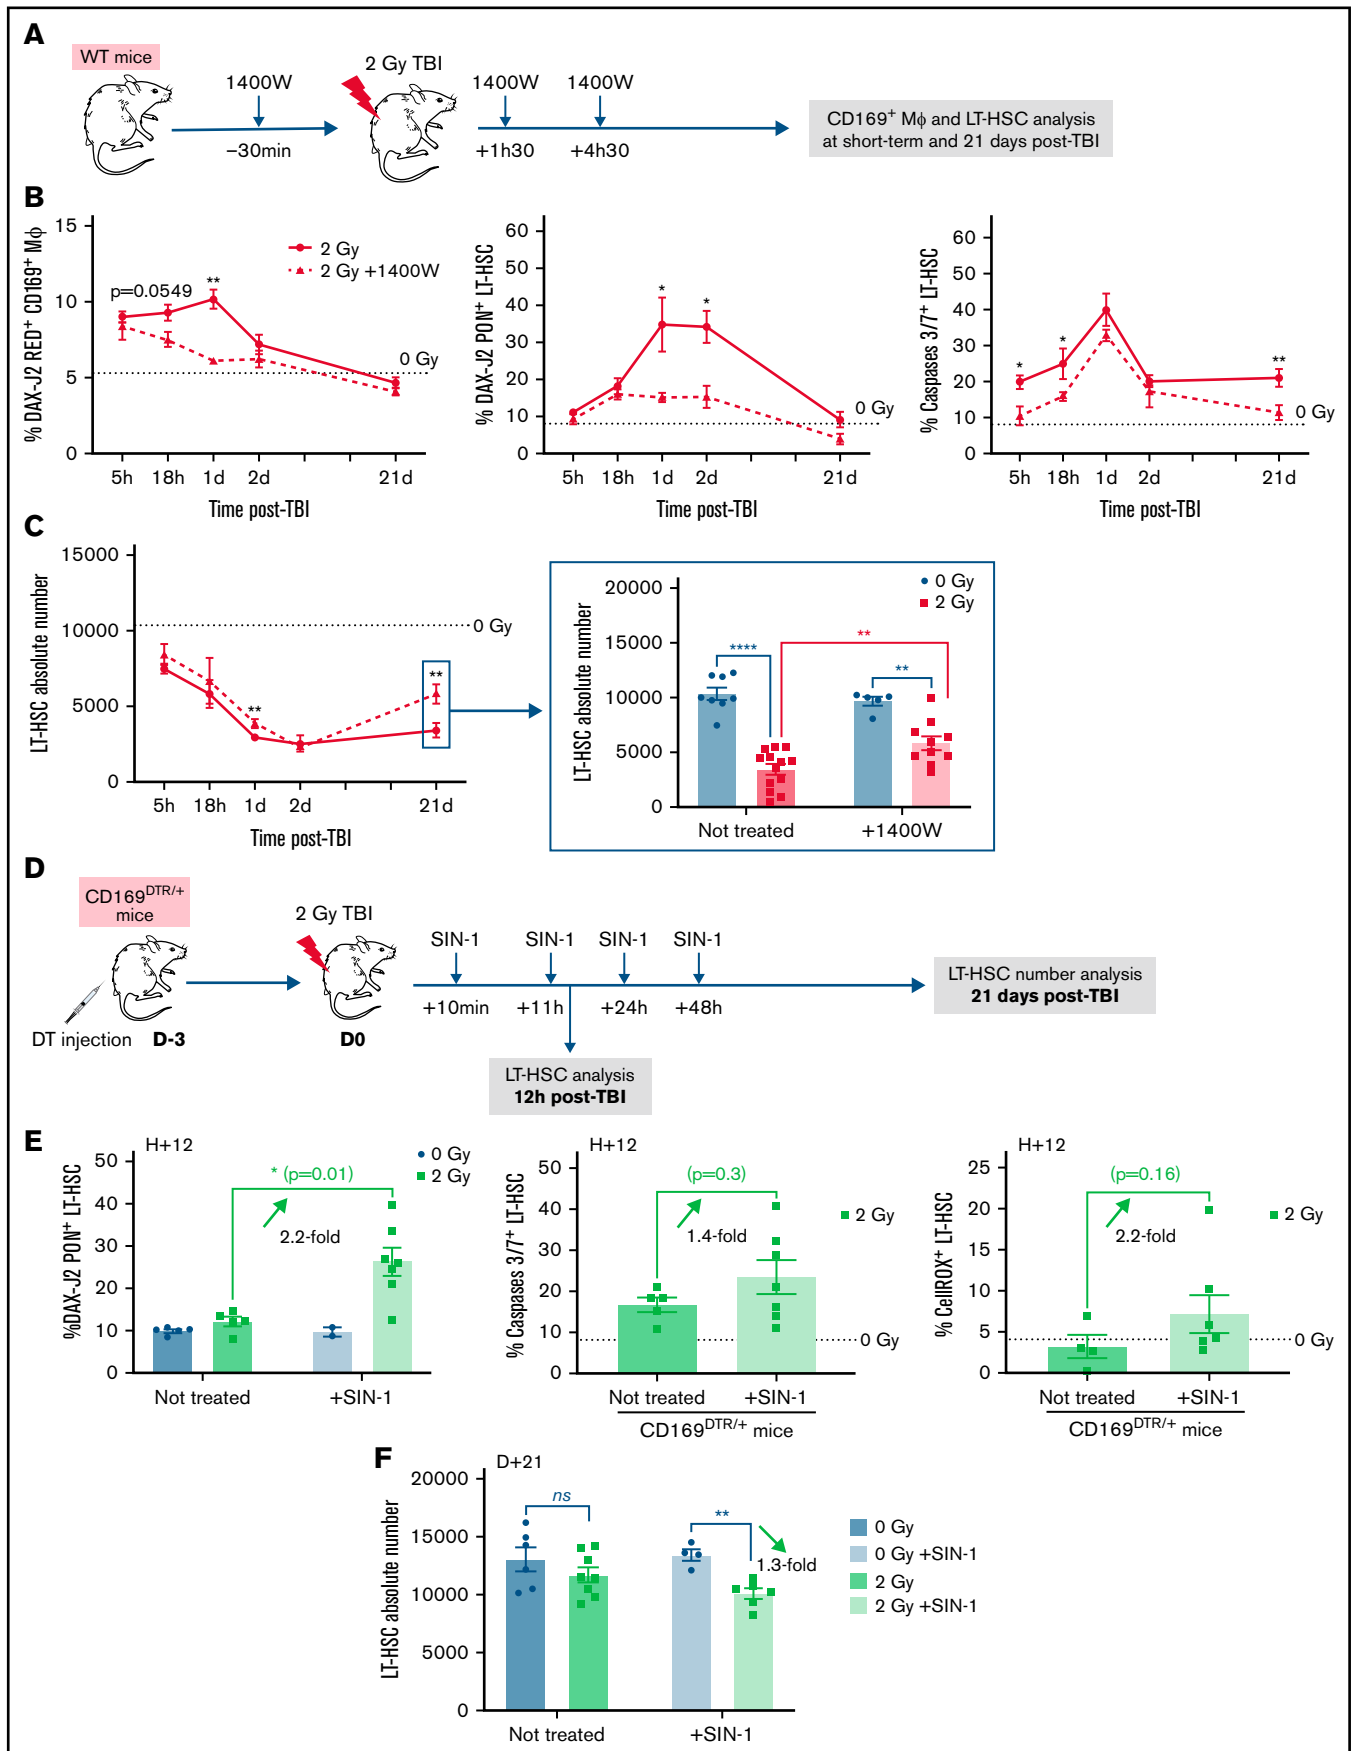 A
WT mice
1400W
2 Gy TBI
1400W
1400W
−30min
+1h30
+4h30
CD169+ Mϕ and LT-HSC analysis
at short-term and 21 days post-TBI
B
% DAX-J2 RED+ CD169+ Mϕ
15
10
5
0
p=0.0549
**
2 Gy
2 Gy +1400W
0 Gy
5h
18h
1d
2d
21d
Time post-TBI
% DAX-J2 PON+ LT-HSC
60
50
40
30
20
10
0
*
*
0 Gy
5h
18h
1d
2d
21d
Time post-TBI
% Caspases 3/7+ LT-HSC
60
50
40
30
20
10
0
*
*
**
0 Gy
5h
18h
1d
2d
21d
Time post-TBI
C
LT-HSC absolute number
15000
10000
5000
0
0 Gy
**
**
5h
18h
1d
2d
21d
Time post-TBI
LT-HSC absolute number
20000
15000
10000
5000
0
0 Gy
2 Gy
****
**
**
Not treated
+1400W
D
CD169DTR/+
mice
2 Gy TBI
SIN-1
SIN-1
SIN-1
SIN-1
+10min
+11h
+24h
+48h
DT injection
D-3
D0
LT-HSC number analysis
21 days post-TBI
LT-HSC analysis
12h post-TBI
E
H+12
%DAX-J2 PON+ LT-HSC
50
40
30
20
10
0
* (p=0.01)
2.2-fold
0 Gy
2 Gy
Not treated
+SIN-1
H+12
% Caspases 3/7+ LT-HSC
50
40
30
20
10
0
(p=0.3)
1.4-fold
2 Gy
0 Gy
Not treated
+SIN-1
CD169DTR/+ mice
H+12
% CellROX+ LT-HSC
25
20
15
10
5
0
(p=0.16)
2.2-fold
2 Gy
0 Gy
Not treated
+SIN-1
CD169DTR/+ mice
F
D+21
LT-HSC absolute number
20000
15000
10000
5000
0
ns
**
1.3-fold
0 Gy
0 Gy +SIN-1
2 Gy
2 Gy +SIN-1
Not treated
+SIN-1